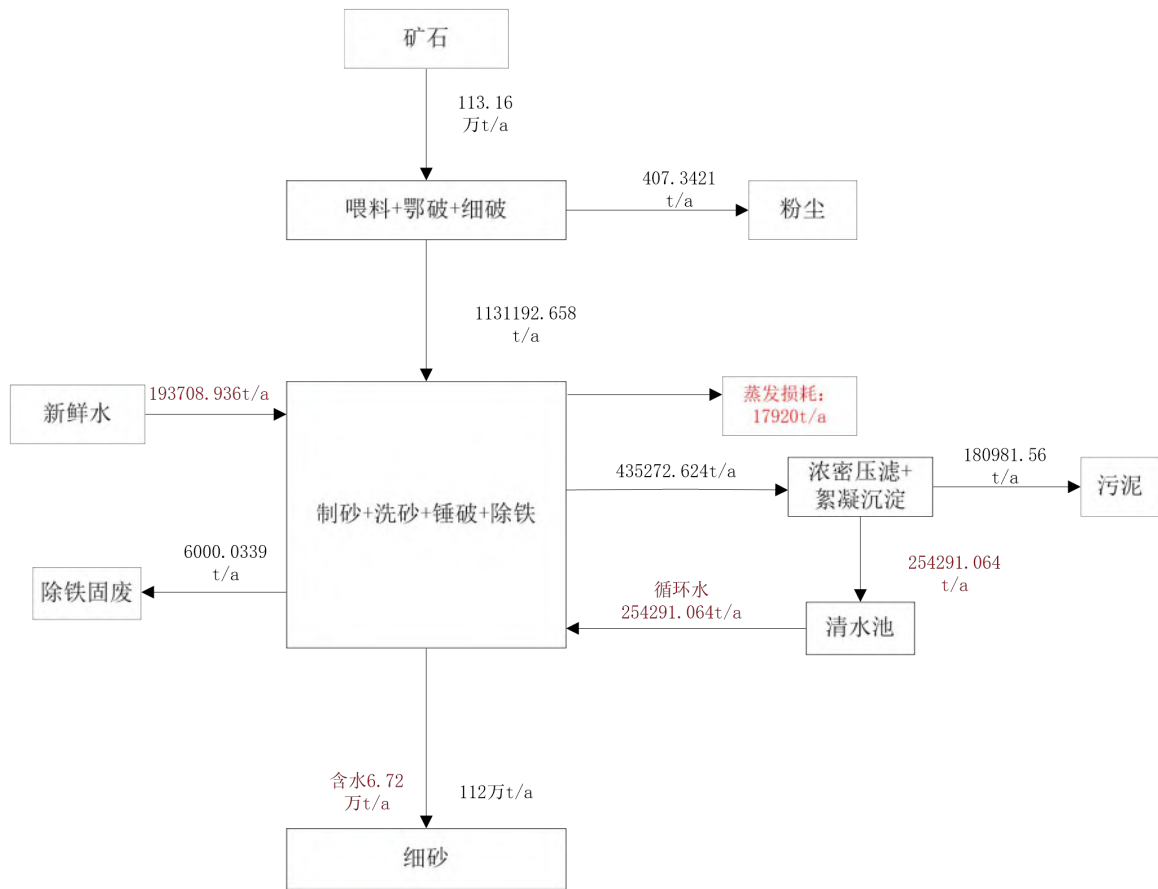 矿石
113.16
万t/a
407.3421
t/a
喂料+鄂破+细破
粉尘
1131192.658
t/a
新鲜水
193708.936t/a
蒸发损耗：
17920t/a
435272.624t/a
浓密压滤+
絮凝沉淀
180981.56
t/a
污泥
制砂+洗砂+锤破+除铁
6000.0339
t/a
除铁固废
254291.064
t/a
循环水
254291.064t/a
清水池
含水6.72
万t/a
112万t/a
细砂